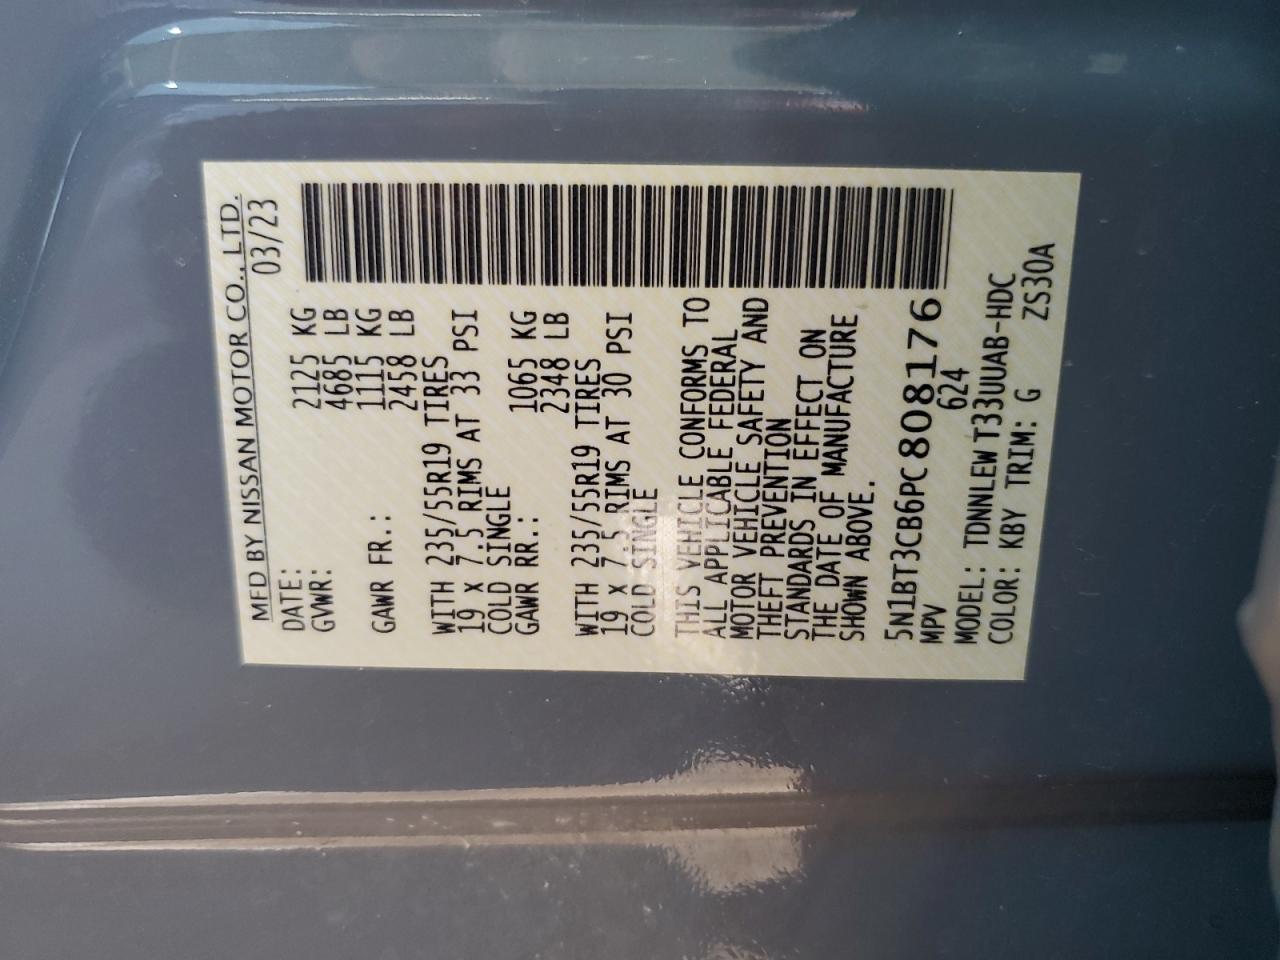 MFD BY NISSAN MOTOR CO., LTD.
DATE: 03/23
GVWR: 2125 KG
4685 LB
GAWR FR.: 1115 KG
2458 LB
WITH 235/55R19 TIRES
19 x 7.5 RIMS AT 33 PSI
COLD SINGLE
GAWR RR.: 1065 KG
2348 LB
WITH 235/55R19 TIRES
19 x 7.5 RIMS AT 30 PSI
COLD SINGLE
THIS VEHICLE CONFORMS TO
ALL APPLICABLE FEDERAL
MOTOR VEHICLE SAFETY AND
THEFT PREVENTION
STANDARDS IN EFFECT ON
THE DATE OF MANUFACTURE
SHOWN ABOVE.
5N1BT3CB6PC808176
MPV 624
MODEL: TDNNLEWT33UUAB-HDC
COLOR: KBY TRIM: G ZS30A